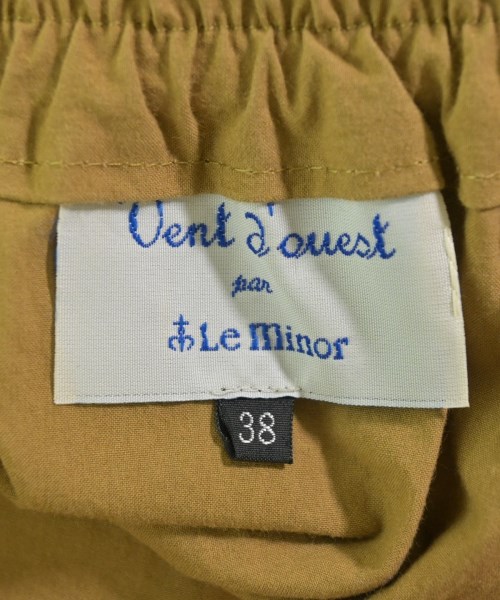 Vent d'ouest
par
Le Minor
38